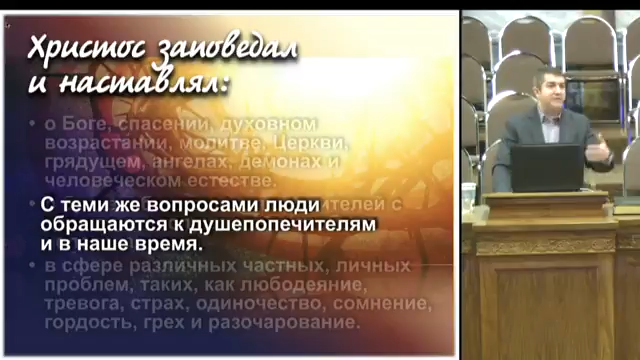 Христос заповедал
и наставлял:
• о Боге, спасении, духовном
возрастании, молитве, Церкви,
грядущем, ангелах, демонах и
человеческом естестве.
С теми же вопросами люди
обращаются к душепопечителям
и в наше время.
• в сфере различных частных, личных
проблем, таких, как любодеяние,
тревога, страх, одиночество, сомнение,
гордость, грех и разочарование.